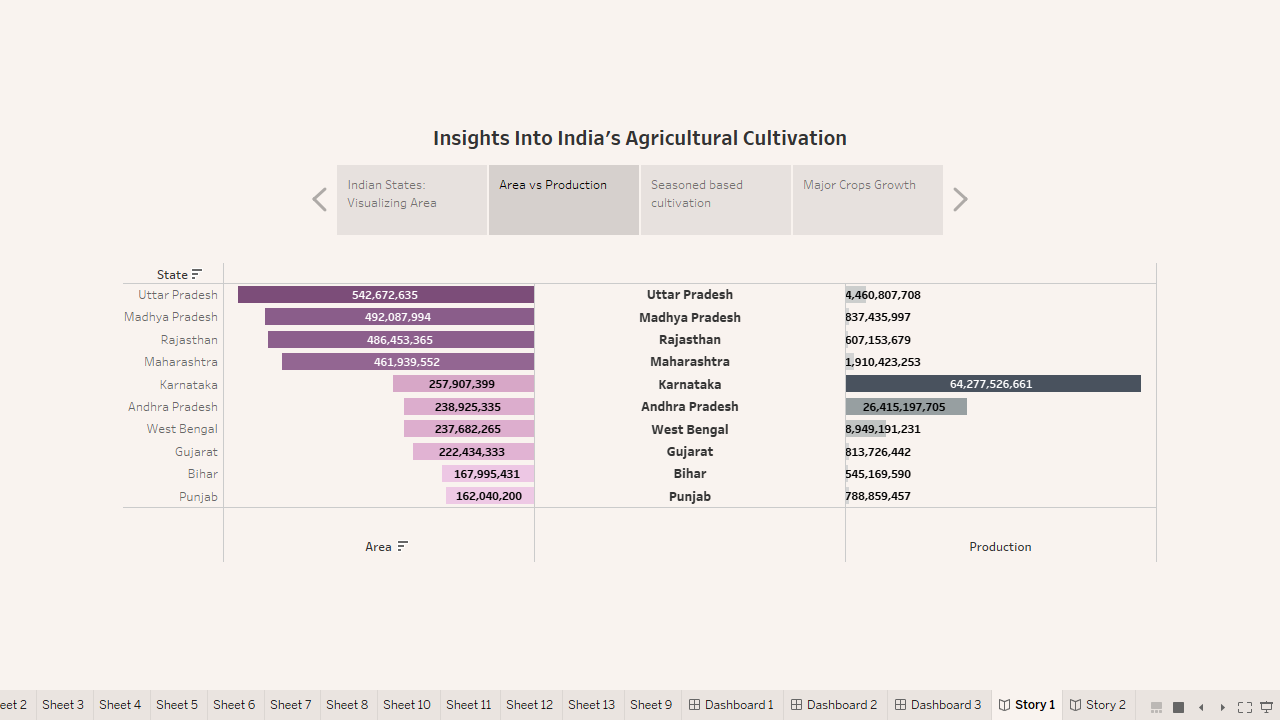 Insights Into India's Agricultural Cultivation
Indian States:
Visualizing Area
Area vs Production
Seasoned based
cultivation
Major Crops Growth
State
Uttar Pradesh 542,672,635 Uttar Pradesh 4,460,807,708
Madhya Pradesh 492,087,994 Madhya Pradesh 837,435,997
Rajasthan 486,453,365 Rajasthan 607,153,679
Maharashtra 461,939,552 Maharashtra 1,910,423,253
Karnataka 257,907,399 Karnataka 64,277,526,661
Andhra Pradesh 238,925,335 Andhra Pradesh 26,415,197,705
West Bengal 237,682,265 West Bengal 8,949,191,231
Gujarat 222,434,333 Gujarat 813,726,442
Bihar 167,995,431 Bihar 545,169,590
Punjab 162,040,200 Punjab 788,859,457
Area Production
eet 2 Sheet 3 Sheet 4 Sheet 5 Sheet 6 Sheet 7 Sheet 8 Sheet 10 Sheet 11 Sheet 12 Sheet 13 Sheet 9 Dashboard 1 Dashboard 2 Dashboard 3 Story 1 Story 2